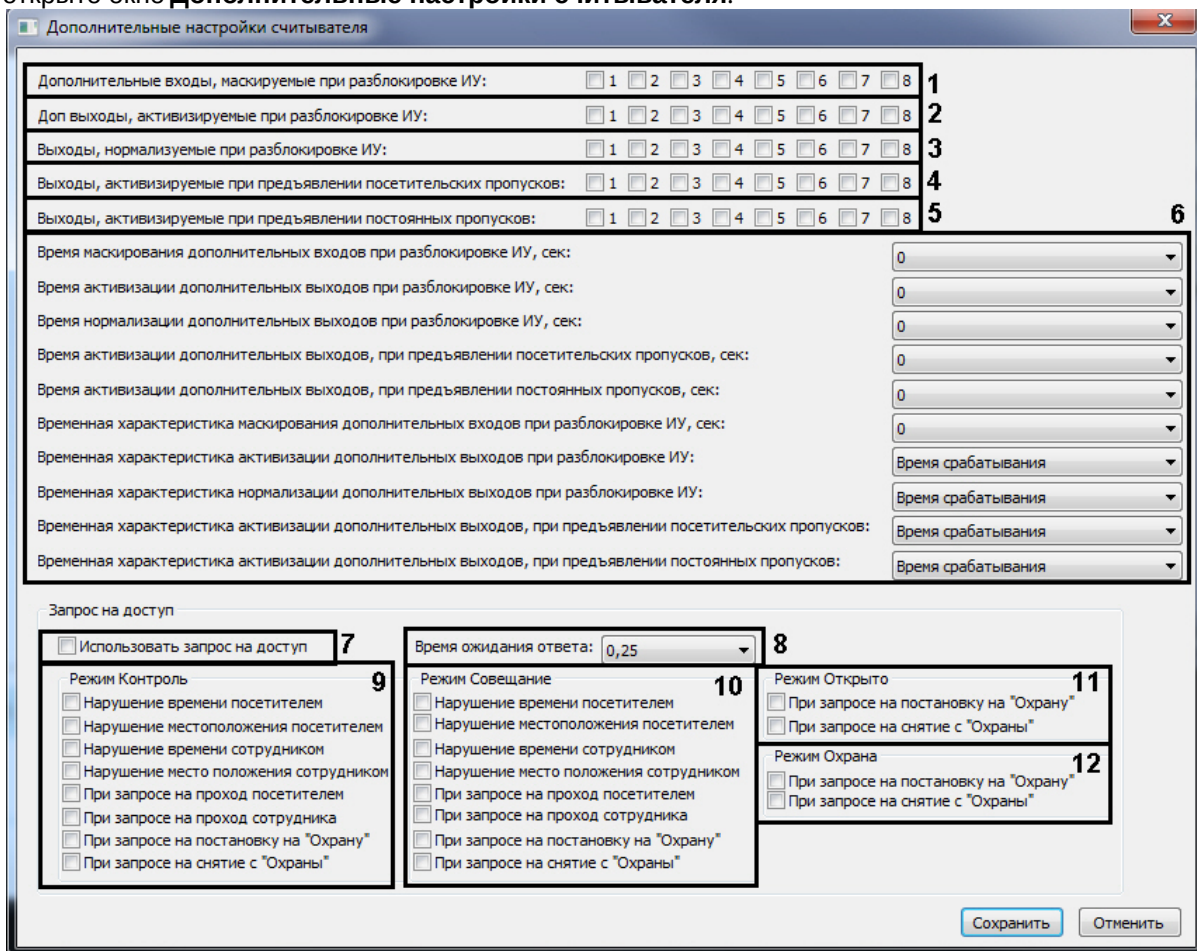 открыто окно Дополнительные настройки считывателя.
Дополнительные настройки считывателя
Дополнительные входы, маскируемые при разблокировке ИУ: 1 2 3 4 5 6 7 8 1
Доп выходы, активизируемые при разблокировке ИУ: 1 2 3 4 5 6 7 8 2
Выходы, нормализуемые при разблокировке ИУ: 1 2 3 4 5 6 7 8 3
Выходы, активизируемые при предъявлении посетительских пропусков: 1 2 3 4 5 6 7 8 4
Выходы, активизируемые при предъявлении постоянных пропусков: 1 2 3 4 5 6 7 8 5
6
Время маскирования дополнительных входов при разблокировке ИУ, сек: 0
Время активизации дополнительных выходов при разблокировке ИУ, сек: 0
Время нормализации дополнительных выходов при разблокировке ИУ, сек: 0
Время активизации дополнительных выходов, при предъявлении посетительских пропусков, сек: 0
Время активизации дополнительных выходов, при предъявлении постоянных пропусков, сек: 0
Временная характеристика маскирования дополнительных входов при разблокировке ИУ, сек: 0
Временная характеристика активизации дополнительных выходов при разблокировке ИУ: Время срабатывания
Временная характеристика нормализации дополнительных выходов при разблокировке ИУ: Время срабатывания
Временная характеристика активизации дополнительных выходов, при предъявлении посетительских пропусков: Время срабатывания
Временная характеристика активизации дополнительных выходов, при предъявлении постоянных пропусков: Время срабатывания
Запрос на доступ
Использовать запрос на доступ 7
Время ожидания ответа: 0,25 8
Режим Контроль 9
Нарушение времени посетителем
Нарушение местоположения посетителем
Нарушение времени сотрудником
Нарушение место положения сотрудником
При запросе на проход посетителем
При запросе на проход сотрудника
При запросе на постановку на "Охрану"
При запросе на снятие с "Охраны"
Режим Совещание 10
Нарушение времени посетителем
Нарушение местоположения посетителем
Нарушение времени сотрудником
Нарушение место положения сотрудником
При запросе на проход посетителем
При запросе на проход сотрудника
При запросе на постановку на "Охрану"
При запросе на снятие с "Охраны"
Режим Открыто 11
При запросе на постановку на "Охрану"
При запросе на снятие с "Охраны"
Режим Охрана 12
При запросе на постановку на "Охрану"
При запросе на снятие с "Охраны"
Сохранить Отменить